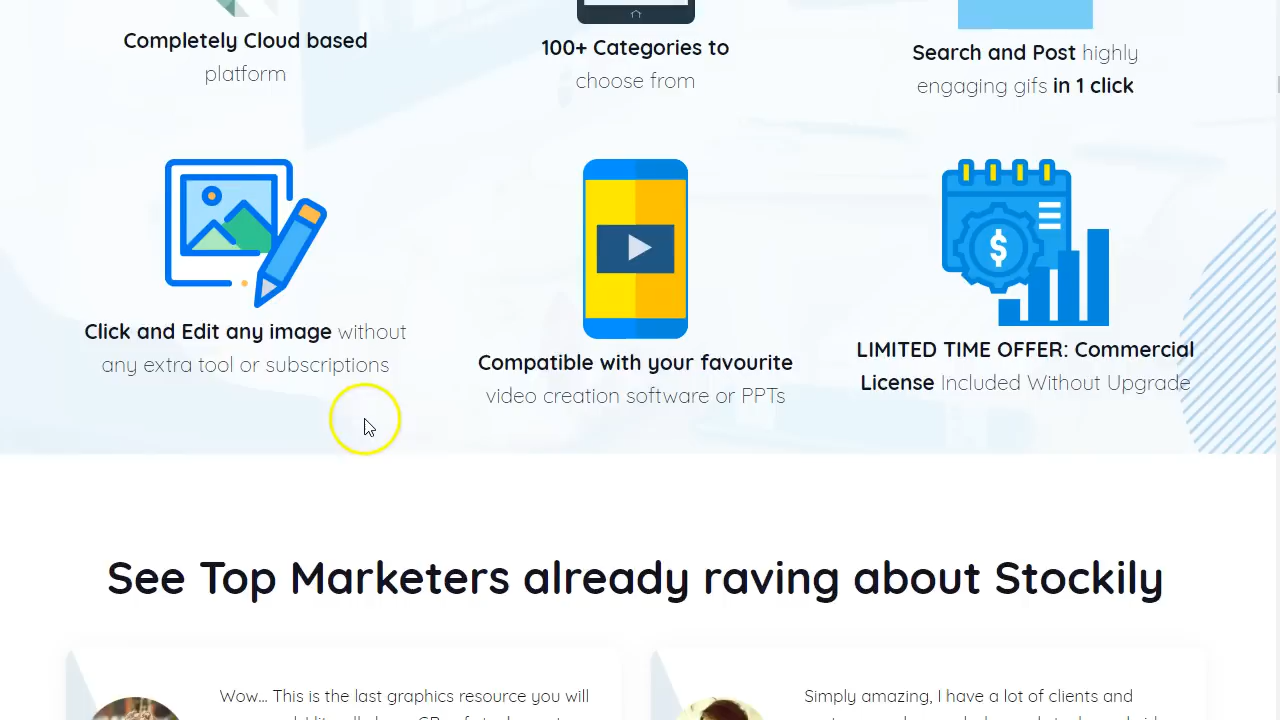 Completely Cloud based
platform
100+ Categories to
choose from
Search and Post highly
engaging gifs in 1 click
Click and Edit any image without
any extra tool or subscriptions
Compatible with your favourite
video creation software or PPTs
LIMITED TIME OFFER: Commercial
License Included Without Upgrade
$
See Top Marketers already raving about Stockily
Wow... This is the last graphics resource you will
Simply amazing, I have a lot of clients and